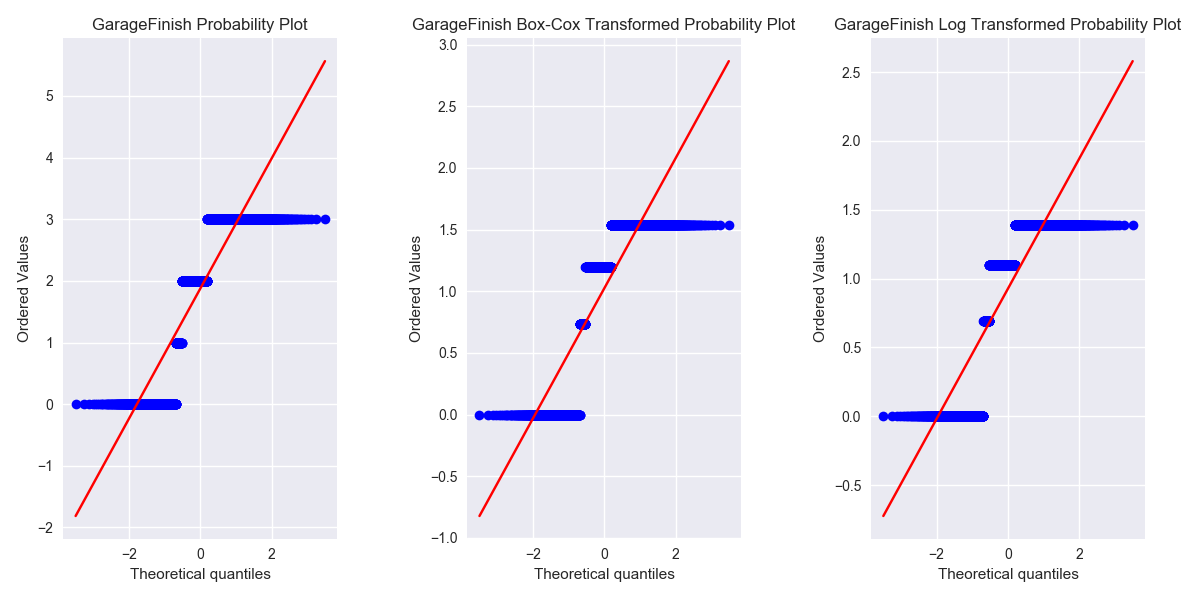 GarageFinish Probability Plot
Ordered Values
5
4
3
2
1
0
−1
−2
−2 0 2
Theoretical quantiles
GarageFinish Box-Cox Transformed Probability Plot
Ordered Values
3.0
2.5
2.0
1.5
1.0
0.5
0.0
−0.5
−1.0
−2 0 2
Theoretical quantiles
GarageFinish Log Transformed Probability Plot
Ordered Values
2.5
2.0
1.5
1.0
0.5
0.0
−0.5
−2 0 2
Theoretical quantiles